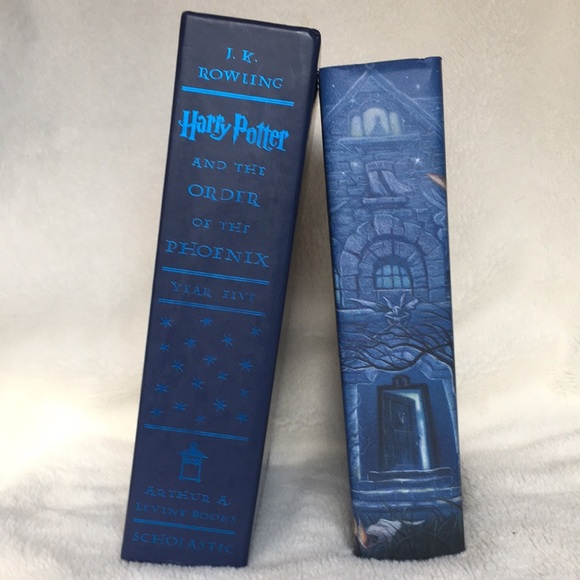 J. K.
ROWLING
Harry Potter
AND THE
ORDER
OF THE
PHOENIX
YEAR FIVE
ARTHUR A.
LEVINE BOOKS
SCHOLASTIC